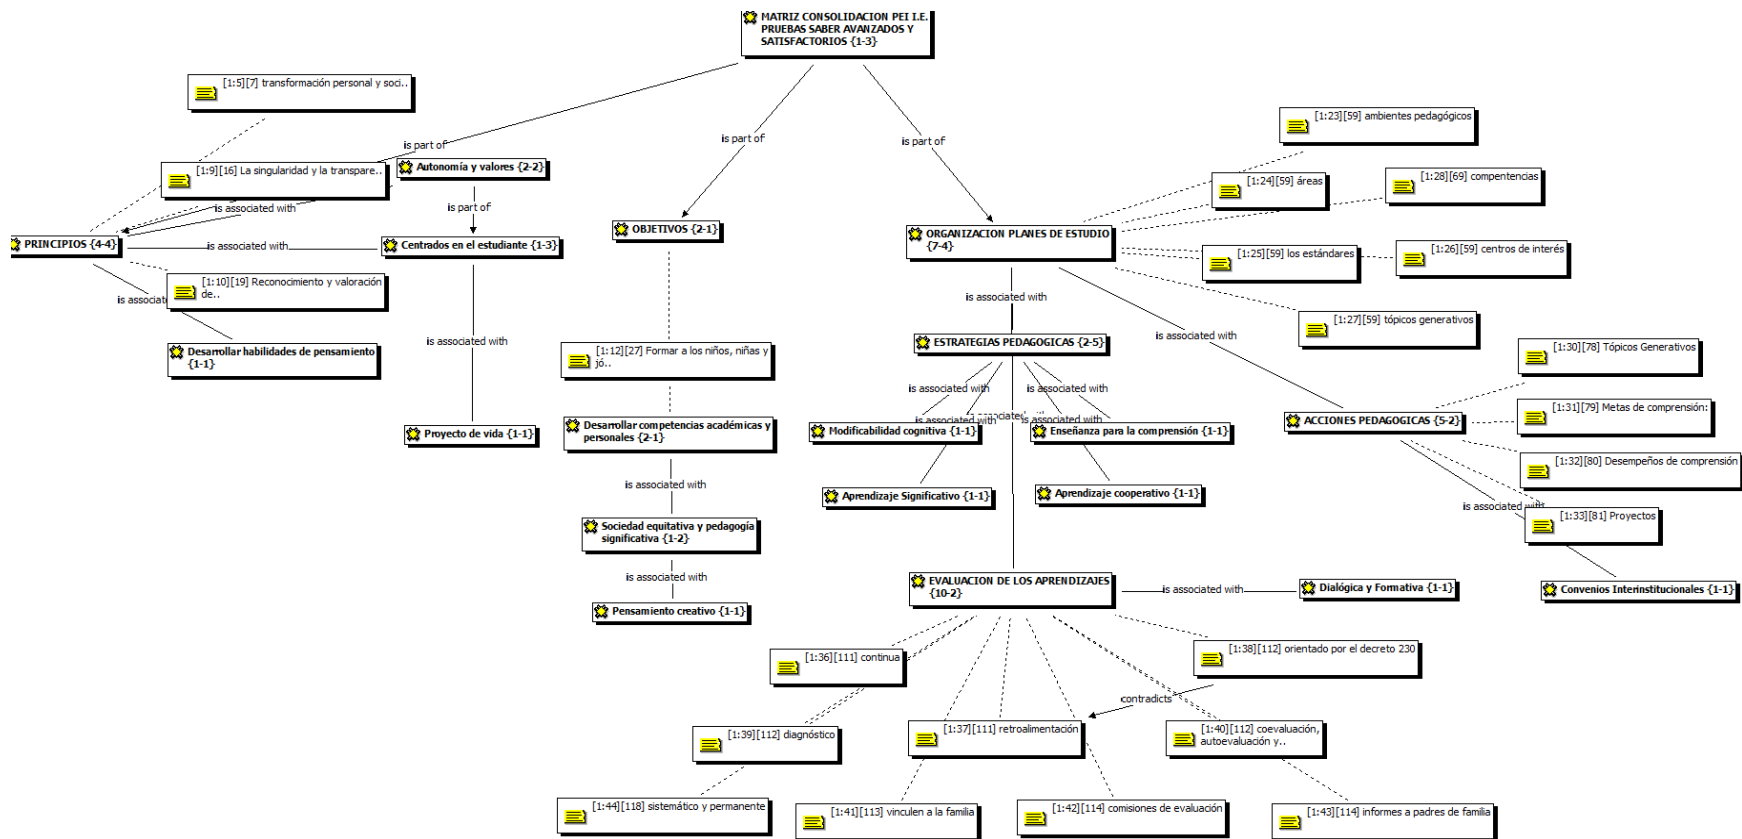 MATRIZ CONSOLIDACION PEI I.E.
PRUEBAS SABER AVANZADOS Y
SATISFACTORIOS {1-3}
[1:5][7] transformación personal y soci..
is part of
is part of
is part of
[1:23][59] ambientes pedagógicos
[1:9][16] La singularidad y la transpare..
Autonomía y valores {2-2}
[1:24][59] áreas
[1:28][69] compentencias
is associated with
is part of
PRINCIPIOS {4-4}
is associated with
Centrados en el estudiante {1-3}
OBJETIVOS {2-1}
ORGANIZACION PLANES DE ESTUDIO
{7-4}
[1:25][59] los estándares
[1:26][59] centros de interés
[1:10][19] Reconocimiento y valoración
de..
is associated with
[1:27][59] tópicos generativos
is associated with
is associated with
Desarrollar habilidades de pensamiento
{1-1}
[1:12][27] Formar a los niños, niñas y
jó..
ESTRATEGIAS PEDAGOGICAS {2-5}
[1:30][78] Tópicos Generativos
is associated with
is associated with
[1:31][79] Metas de comprensión:
is associated with
is associated with
Proyecto de vida {1-1}
Desarrollar competencias académicas y
personales {2-1}
Modificabilidad cognitiva {1-1}
Enseñanza para la comprensión {1-1}
ACCIONES PEDAGOGICAS {5-2}
[1:32][80] Desempeños de comprensión
is associated with
Aprendizaje Significativo {1-1}
Aprendizaje cooperativo {1-1}
is associated with
[1:33][81] Proyectos
Sociedad equitativa y pedagogía
significativa {1-2}
is associated with
EVALUACION DE LOS APRENDIZAJES
{10-2}
is associated with
Dialógica y Formativa {1-1}
Convenios Interinstitucionales {1-1}
Pensamiento creativo {1-1}
[1:36][111] continua
[1:38][112] orientado por el decreto 230
contradicts
[1:39][112] diagnóstico
[1:37][111] retroalimentación
[1:40][112] coevaluación,
autoevaluación y..
[1:44][118] sistemático y permanente
[1:41][113] vinculen a la familia
[1:42][114] comisiones de evaluación
[1:43][114] informes a padres de familia